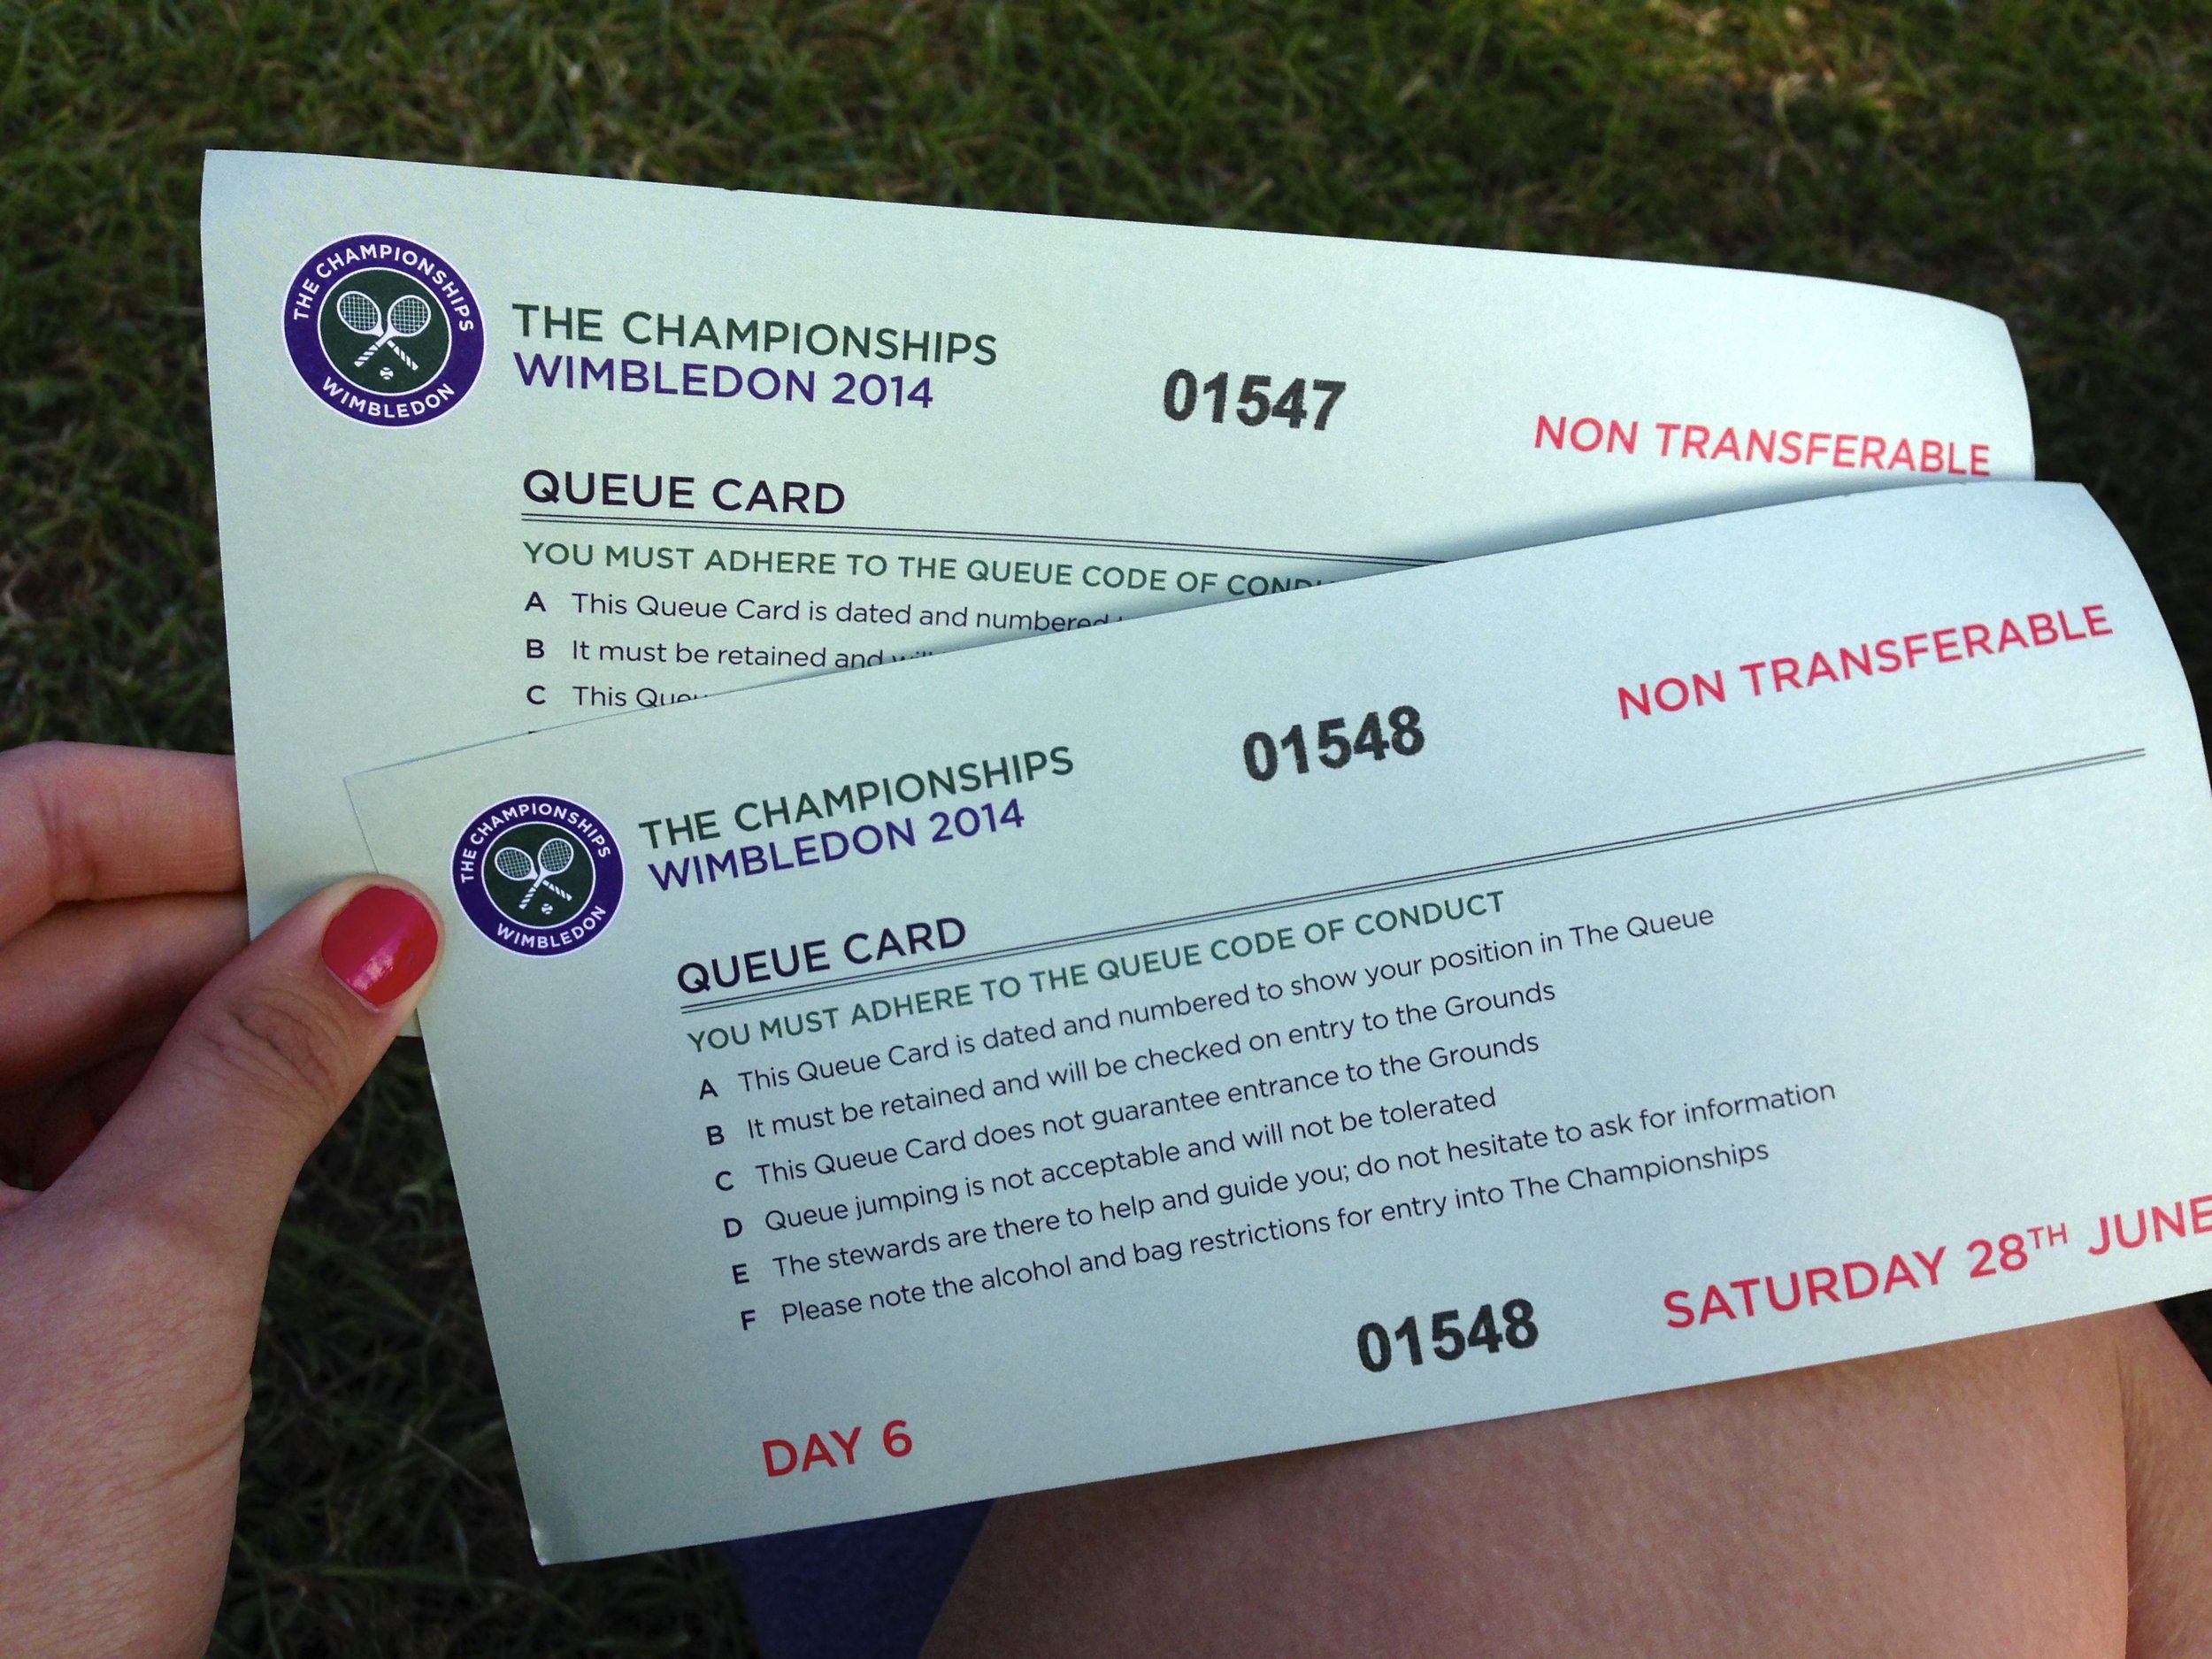 THE CHAMPIONSHIPS
WIMBLEDON
THE CHAMPIONSHIPS
WIMBLEDON 2014
01547
NON TRANSFERABLE
QUEUE CARD
YOU MUST ADHERE TO THE QUEUE CODE OF
A This Queue Card is dated and numbered
B It must be retained and
C This
THE CHAMPIONSHIPS
WIMBLEDON
THE CHAMPIONSHIPS
WIMBLEDON 2014
01548
NON TRANSFERABLE
QUEUE CARD
YOU MUST ADHERE TO THE QUEUE CODE OF CONDUCT
A This Queue Card is dated and numbered to show your position in The Queue
B It must be retained and will be checked on entry to the Grounds
C This Queue Card does not guarantee entrance to the Grounds
D Queue jumping is not acceptable and will not be tolerated
E The stewards are there to help and guide you; do not hesitate to ask for information
F Please note the alcohol and bag restrictions for entry into The Championships
DAY 6
01548
SATURDAY 28TH JUNE